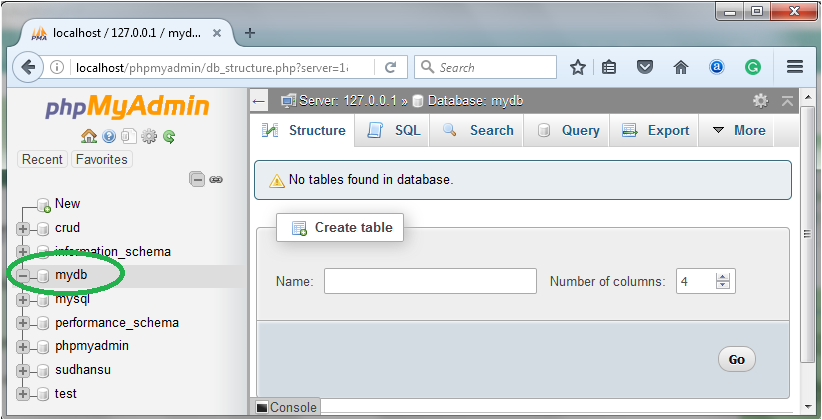 PMA localhost / 127.0.0.1 / myd...
localhost/phpmyadmin/db_structure.php?server=1&
Search
phpMyAdmin
Recent Favorites
New
crud
information_schema
mydb
mysql
performance_schema
phpmyadmin
sudhansu
test
Server: 127.0.0.1 » Database: mydb
Structure SQL Search Query Export More
No tables found in database.
Create table
Name: Number of columns: 4
Go
Console